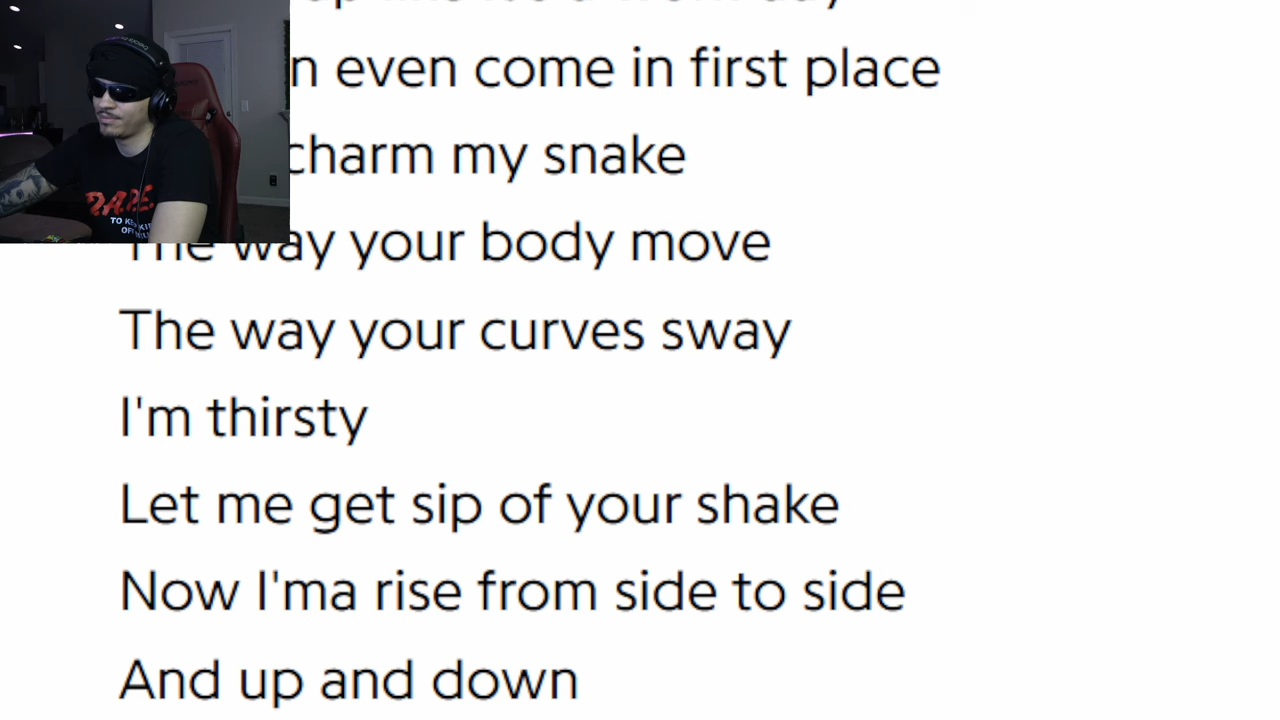 n even come in first place
charm my snake
The way your body move
The way your curves sway
I'm thirsty
Let me get sip of your shake
Now I'ma rise from side to side
And up and down
D.A.R.E.